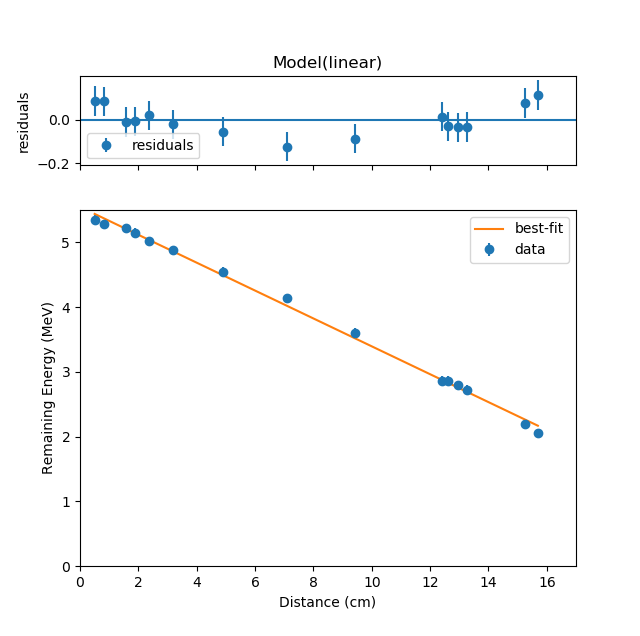 Model(linear)
residuals
0.0
−0.2
residuals
best-fit
data
Remaining Energy (MeV)
5
4
3
2
1
0
0 2 4 6 8 10 12 14 16
Distance (cm)